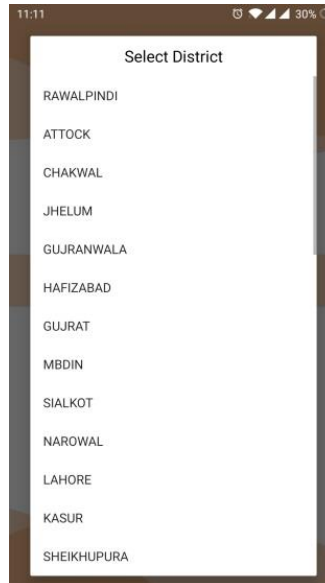 11:11 30%
Select District
RAWALPINDI
ATTOCK
CHAKWAL
JHELUM
GUJRANWALA
HAFIZABAD
GUJRAT
MBDIN
SIALKOT
NAROWAL
LAHORE
KASUR
SHEIKHUPURA